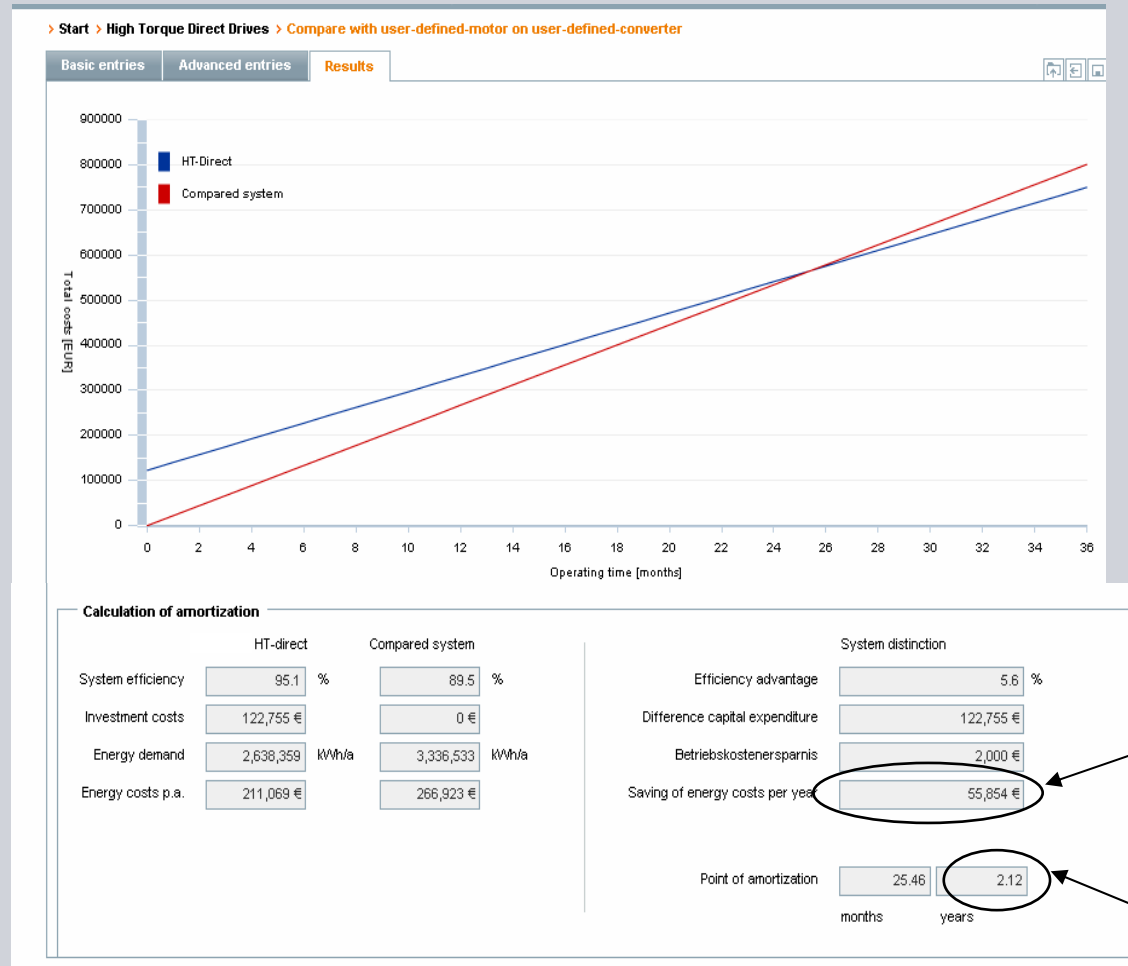 > Start > High Torque Direct Drives > Compare with user-defined-motor on user-defined-converter
Basic entries Advanced entries Results
900000
800000
700000
600000
500000
400000
300000
200000
100000
0
HT-Direct
Compared system
Total costs [EUR]
0 2 4 6 8 10 12 14 16 18 20 22 24 26 28 30 32 34 36
Operating time [months]
Calculation of amortization
HT-direct Compared system System distinction
System efficiency 95.1 % 89.5 % Efficiency advantage 5.6 %
Investment costs 122,755 € 0 € Difference capital expenditure 122,755 €
Energy demand 2,638,359 kWh/a 3,336,533 kWh/a Betriebskostenersparnis 2,000 €
Energy costs p.a. 211,069 € 266,923 € Saving of energy costs per year 55,854 €
Point of amortization 25.46 2.12
months years